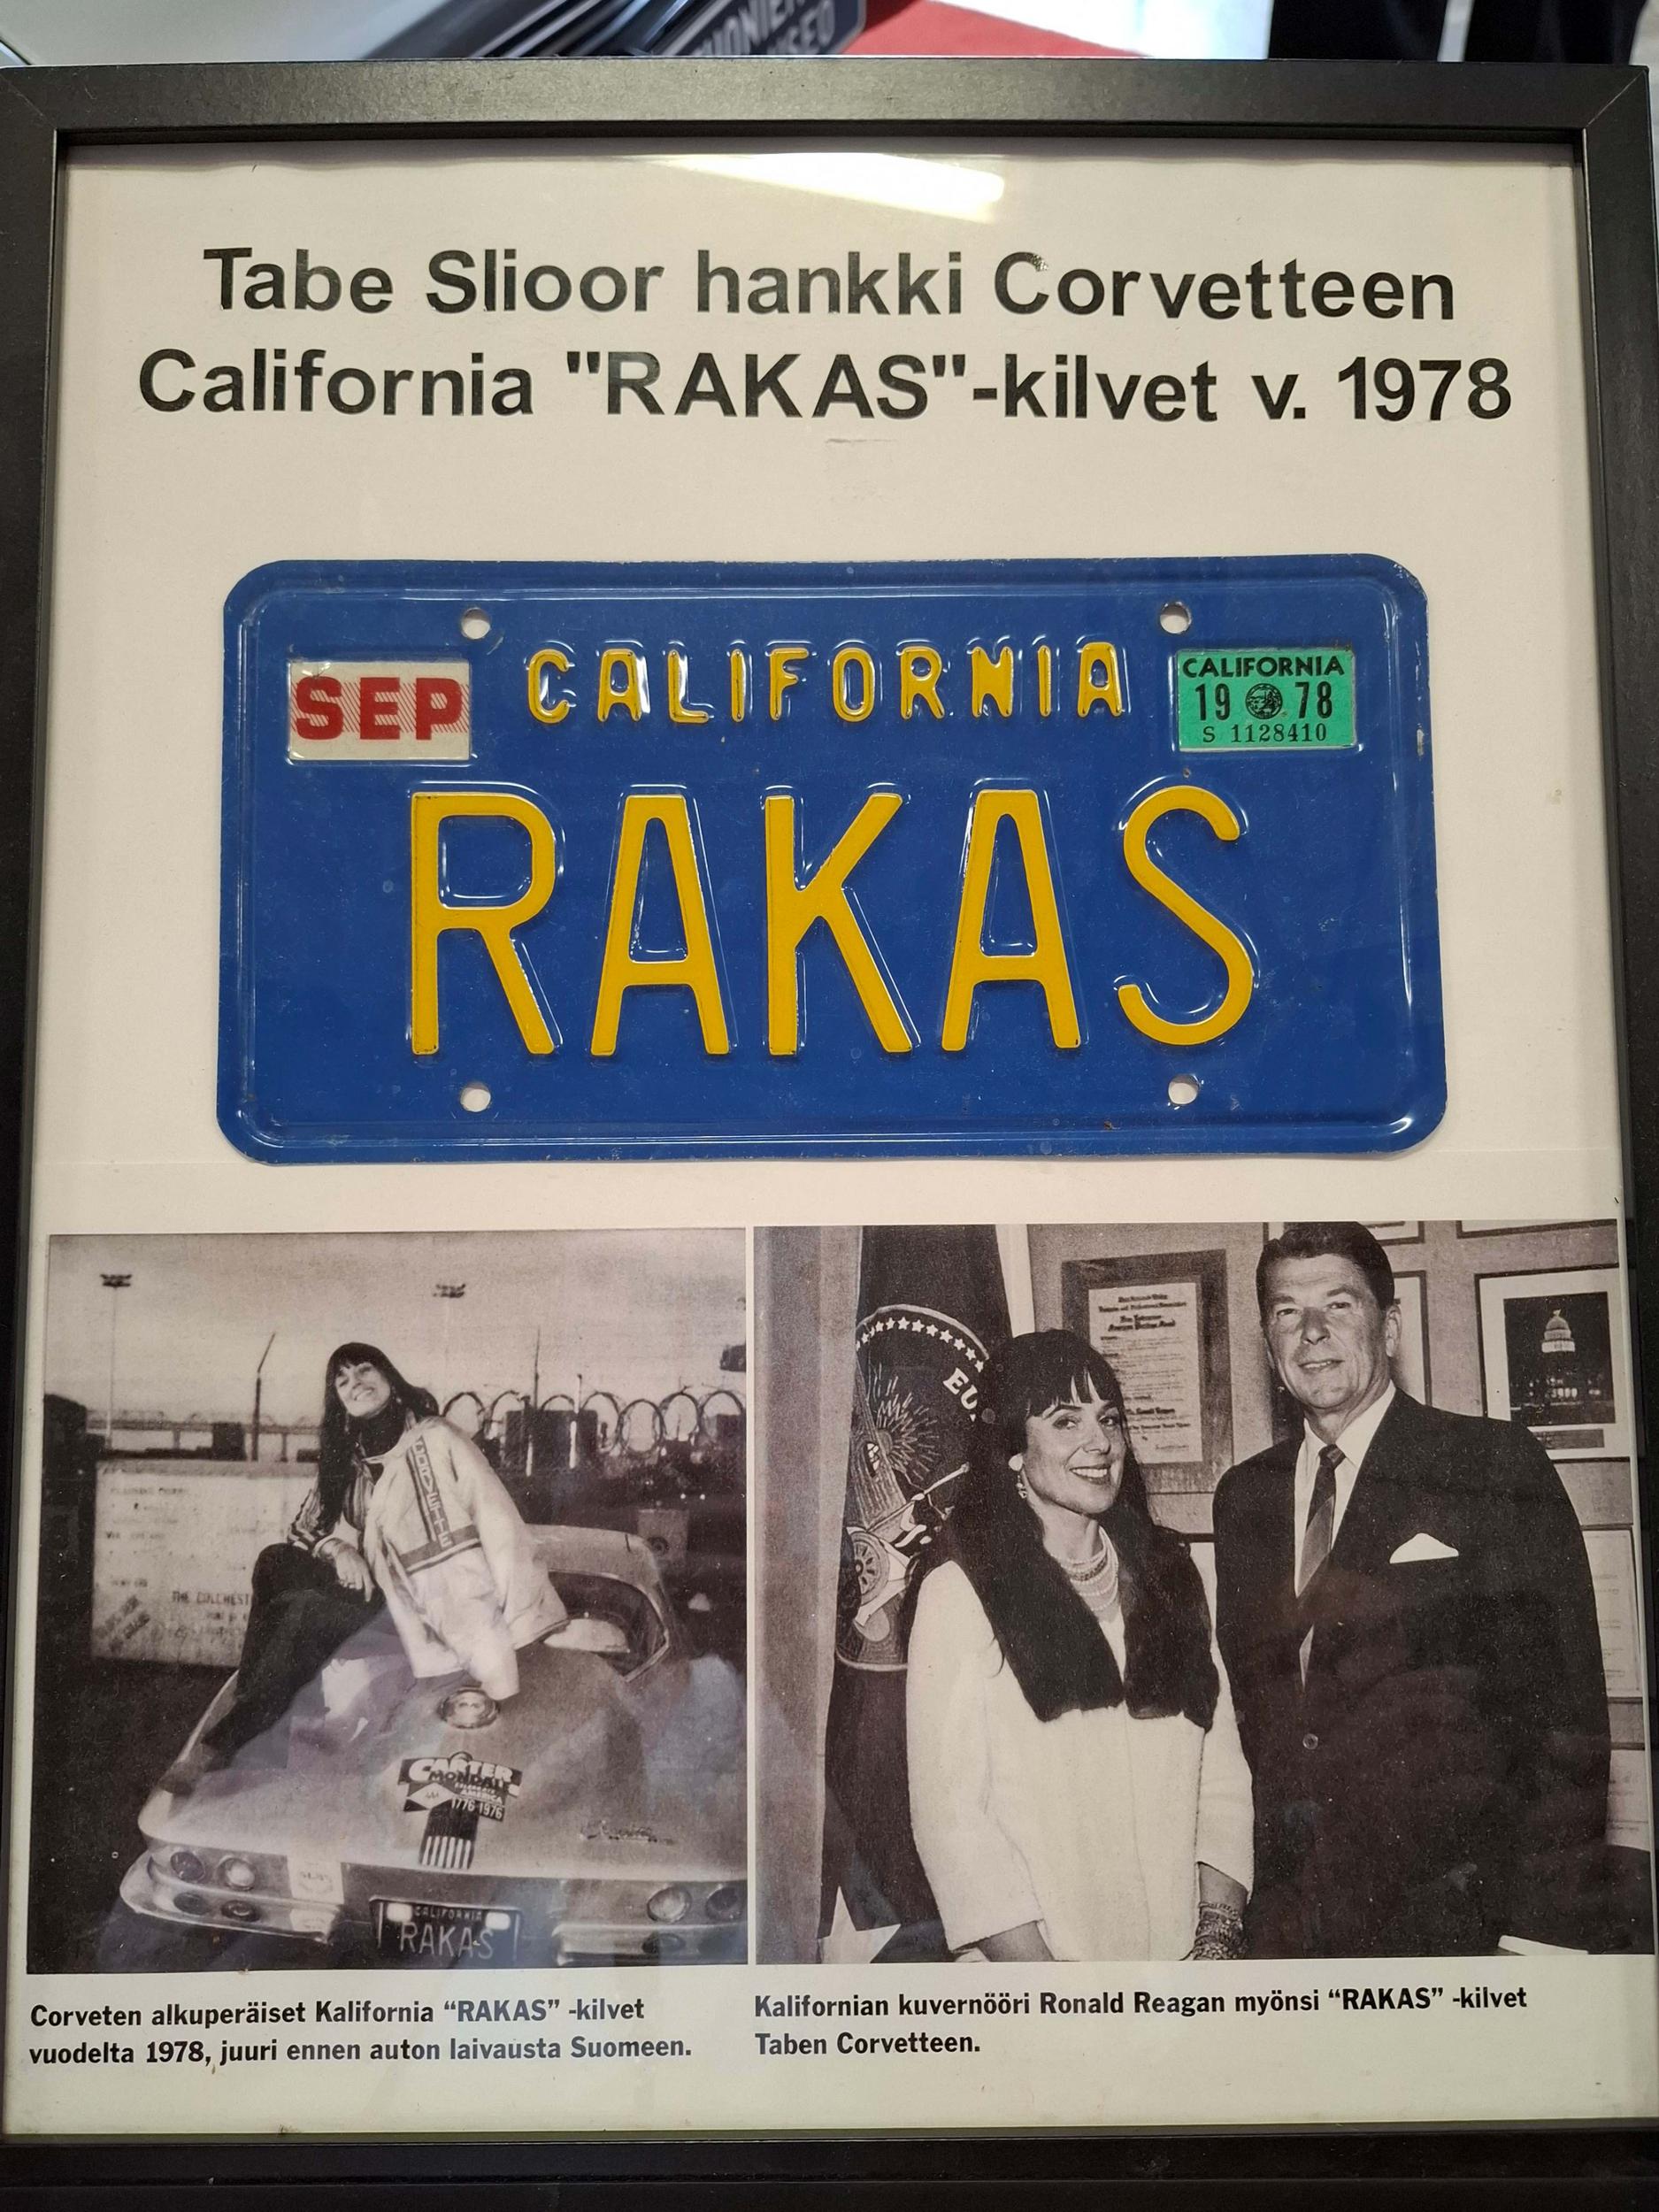 Tabe Slioor hankki Corvetteen
California "RAKAS"-kilvet v. 1978
SEP
CALIFORNIA
CALIFORNIA
19 78
S 1128410
RAKAS
EU
CORVETTE
CARTER
MONDALE
1776-1976
CALIFORNIA
RAKAS
Corveten alkuperäiset Kalifornia “RAKAS” -kilvet
vuodelta 1978, juuri ennen auton laivausta Suomeen.
Kalifornian kuvernööri Ronald Reagan myönsi “RAKAS” -kilvet
Taben Corvetteen.